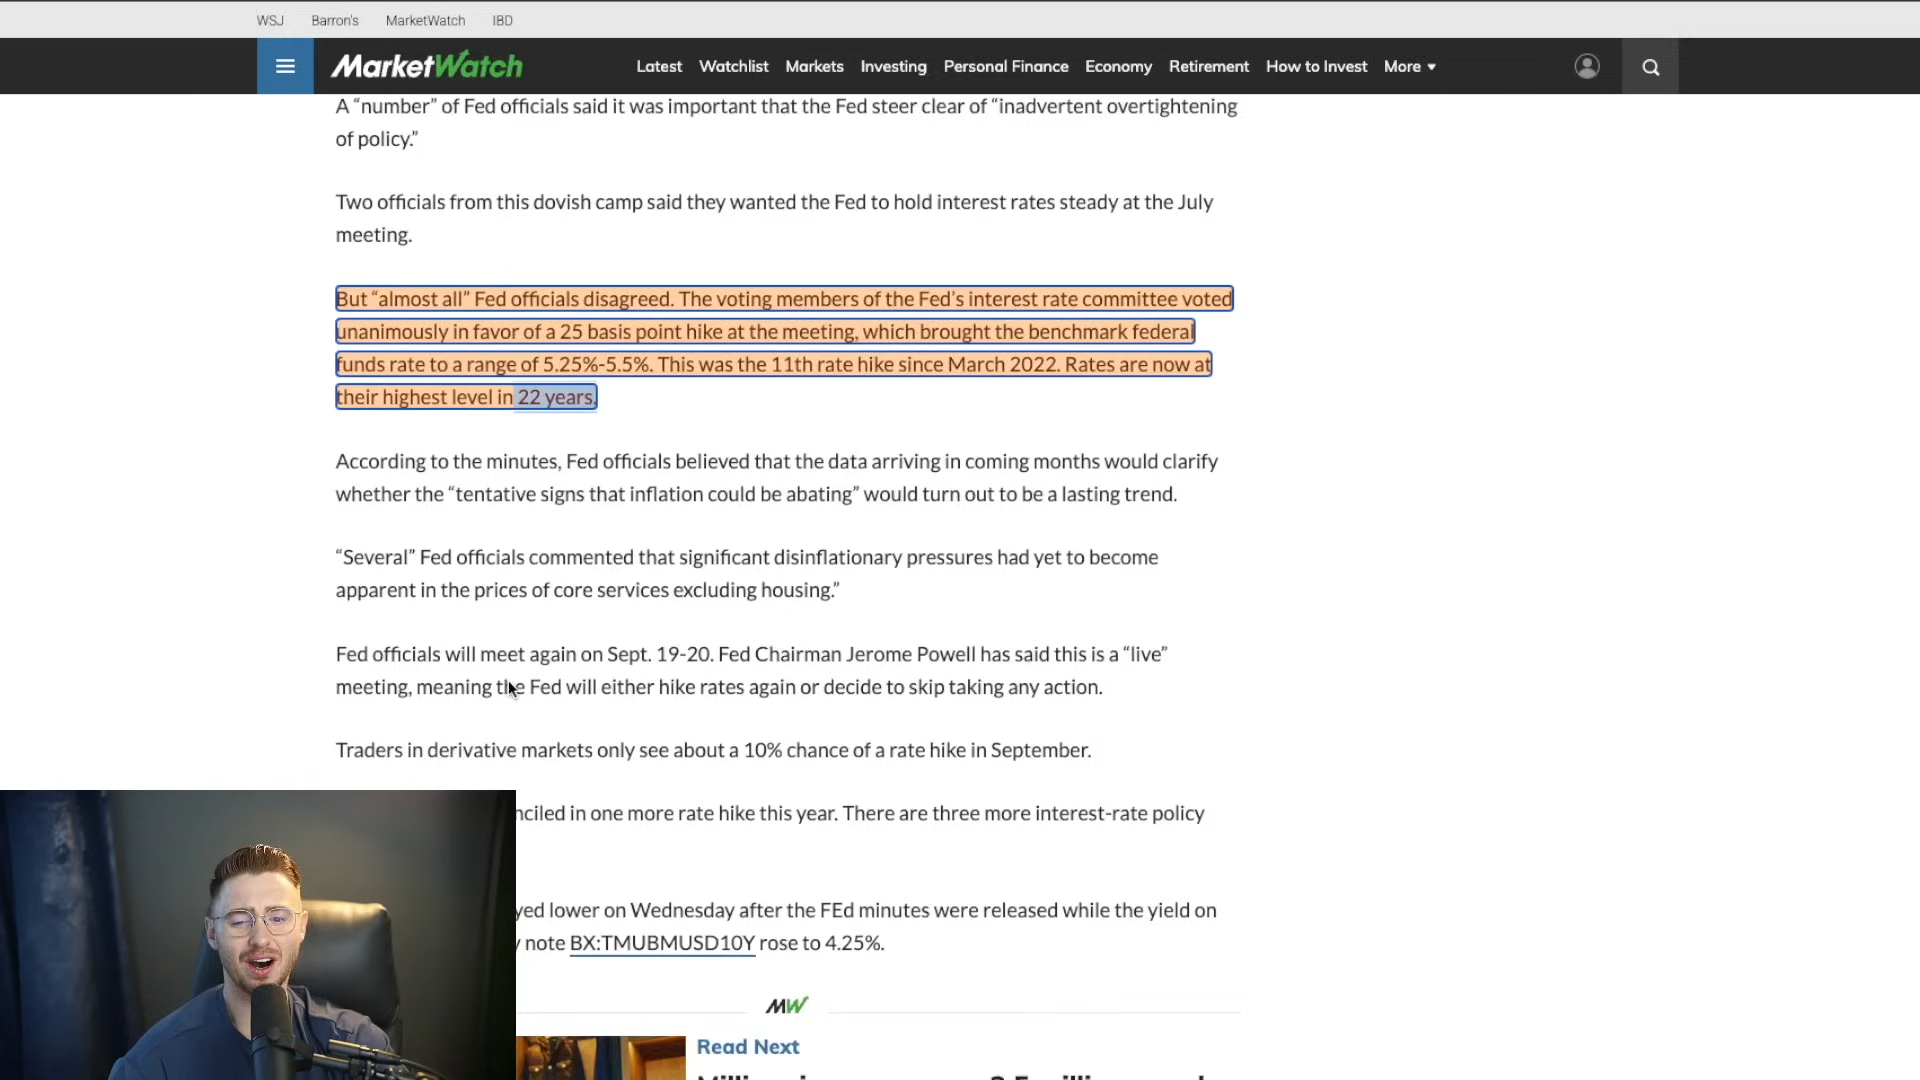 WSJ Barron's MarketWatch IBD
MarketWatch Latest Watchlist Markets Investing Personal Finance Economy Retirement How to Invest More
A “number” of Fed officials said it was important that the Fed steer clear of “inadvertent overtightening
of policy.”
Two officials from this dovish camp said they wanted the Fed to hold interest rates steady at the July
meeting.
But “almost all” Fed officials disagreed. The voting members of the Fed’s interest rate committee voted
unanimously in favor of a 25 basis point hike at the meeting, which brought the benchmark federal
funds rate to a range of 5.25%-5.5%. This was the 11th rate hike since March 2022. Rates are now at
their highest level in 22 years.
According to the minutes, Fed officials believed that the data arriving in coming months would clarify
whether the “tentative signs that inflation could be abating” would turn out to be a lasting trend.
“Several” Fed officials commented that significant disinflationary pressures had yet to become
apparent in the prices of core services excluding housing.”
Fed officials will meet again on Sept. 19-20. Fed Chairman Jerome Powell has said this is a “live”
meeting, meaning the Fed will either hike rates again or decide to skip taking any action.
Traders in derivative markets only see about a 10% chance of a rate hike in September.
nciled in one more rate hike this year. There are three more interest-rate policy
yed lower on Wednesday after the FEd minutes were released while the yield on
note BX:TMUBMUSD10Y rose to 4.25%.
MW
Read Next